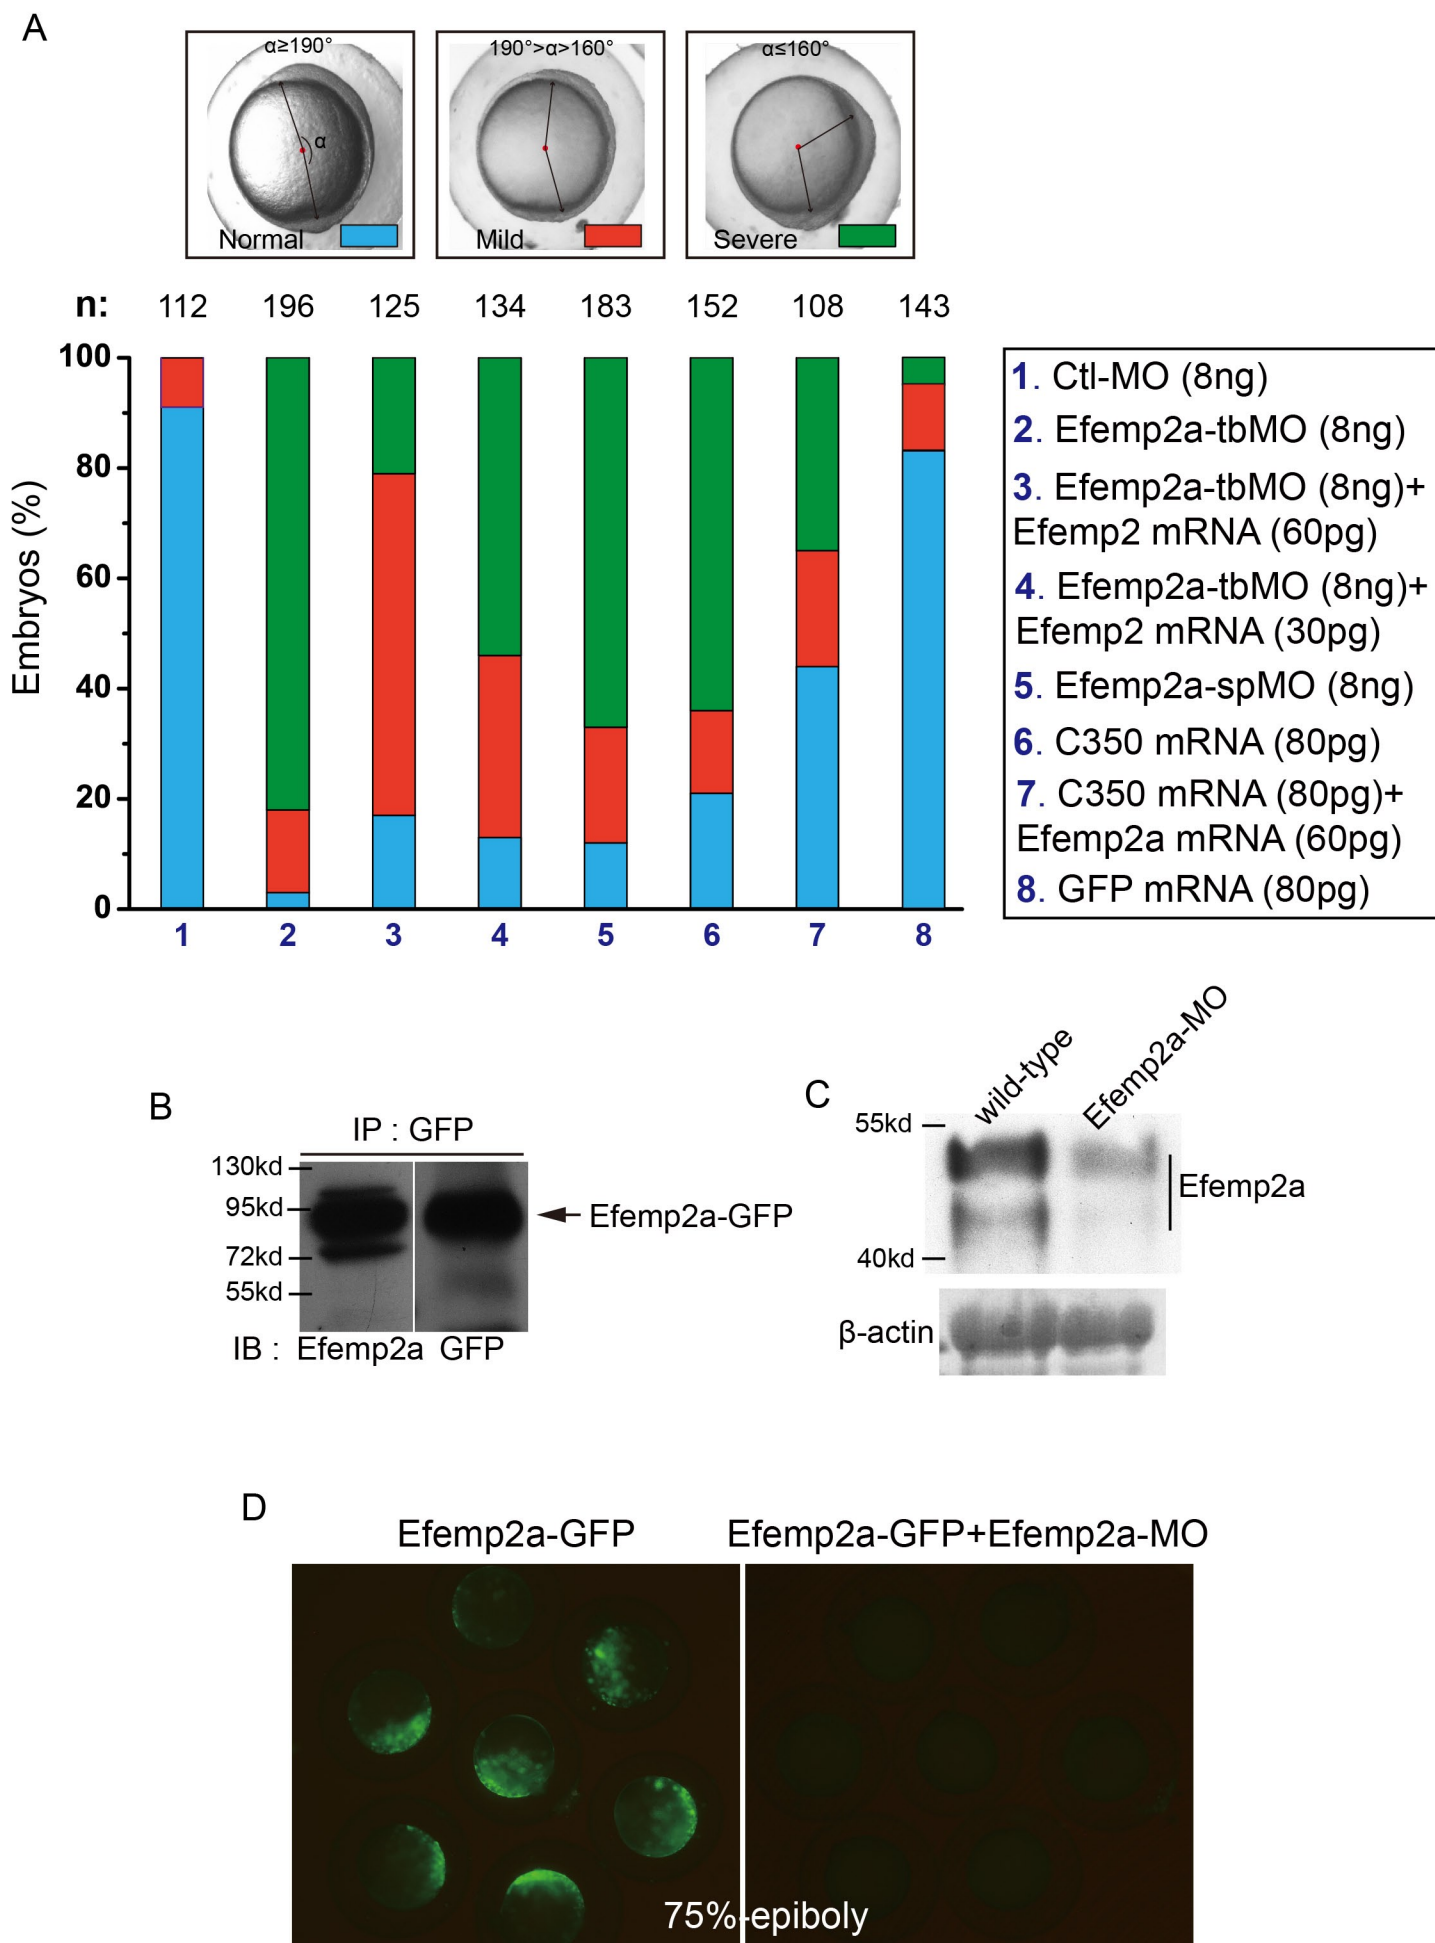 A
α≥190°
190°>α>160°
α≤160°
α
Normal
Mild
Severe
n: 112 196 125 134 183 152 108 143
100
80
60
40
20
0
Embryos (%)
1 2 3 4 5 6 7 8
1. Ctl-MO (8ng)
2. Efemp2a-tbMO (8ng)
3. Efemp2a-tbMO (8ng)+
Efemp2 mRNA (60pg)
4. Efemp2a-tbMO (8ng)+
Efemp2 mRNA (30pg)
5. Efemp2a-spMO (8ng)
6. C350 mRNA (80pg)
7. C350 mRNA (80pg)+
Efemp2a mRNA (60pg)
8. GFP mRNA (80pg)
B
IP : GFP
130kd
95kd
72kd
55kd
Efemp2a-GFP
IB : Efemp2a GFP
C
wild-type
Efemp2a-MO
55kd
40kd
Efemp2a
β-actin
D
Efemp2a-GFP
Efemp2a-GFP+Efemp2a-MO
75%-epiboly